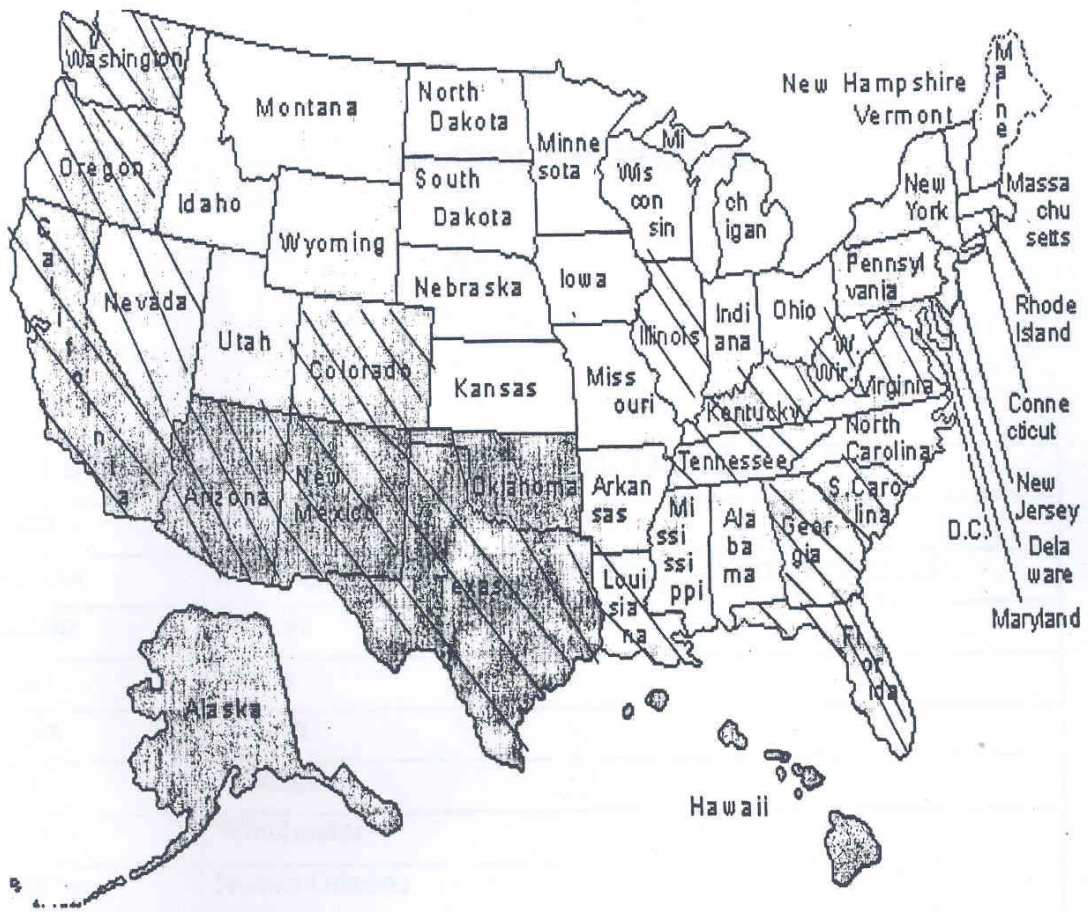 Washington
Oregon
California
Nevada
Idaho
Montana
Wyoming
Utah
Colorado
Arizona
New
Mexico
North
Dakota
South
Dakota
Nebraska
Kansas
Oklahoma
Texas
Minne
sota
Iowa
Miss
ouri
Arkan
sas
Loui
sia
na
Wis
con
sin
Mi
ch
igan
Illinois
Indi
ana
Ohio
Kentucky
Tennessee
Mi
ssi
ssi
ppi
Ala
ba
ma
Geor
gia
Fl
or
ida
S.Caro
lina
North
Carolina
Virginia
W.
Vir.
Pennsyl
vania
New
York
New Hampshire
Vermont
Maine
Massa
chu
setts
Rhode
Island
Conne
cticut
New
Jersey
Dela
ware
Maryland
D.C.
Alaska
Hawaii